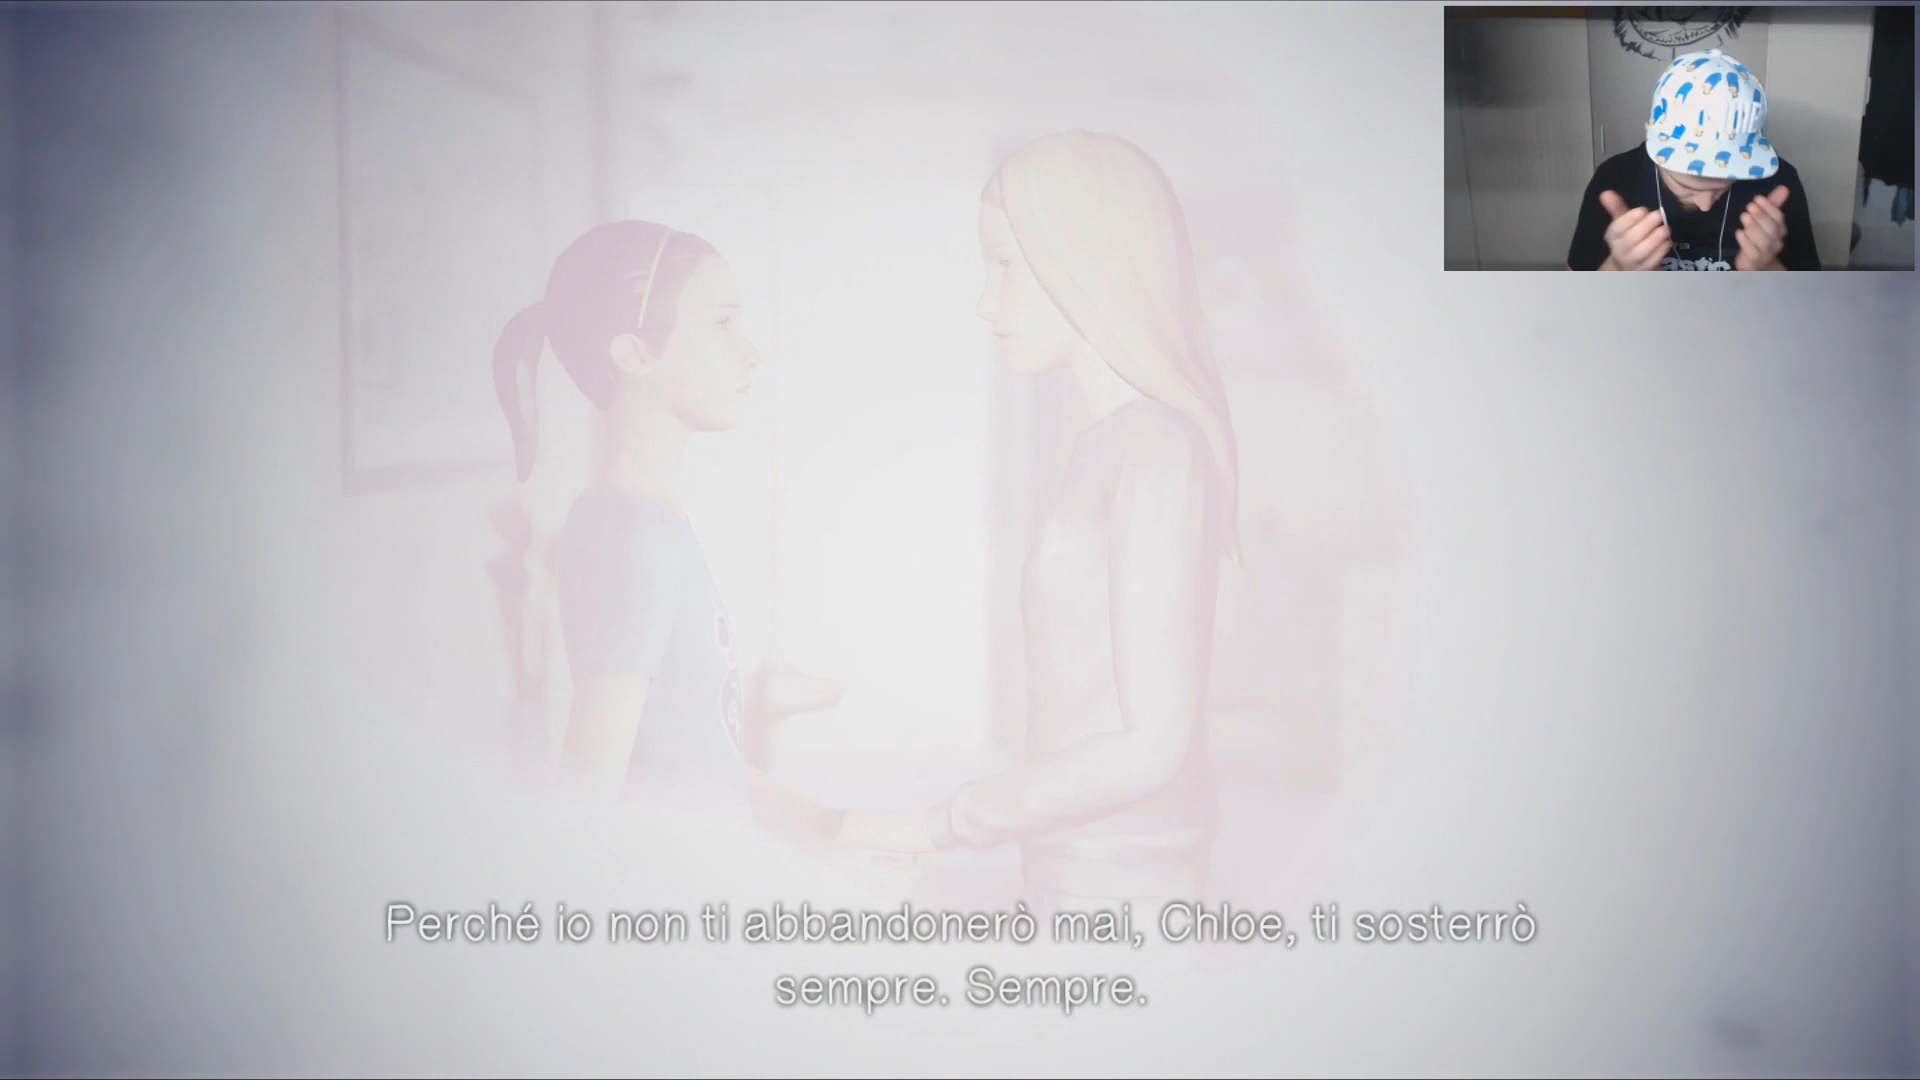 Perché io non ti abbandonerò mai, Chloe, ti sosterrò
sempre. Sempre.